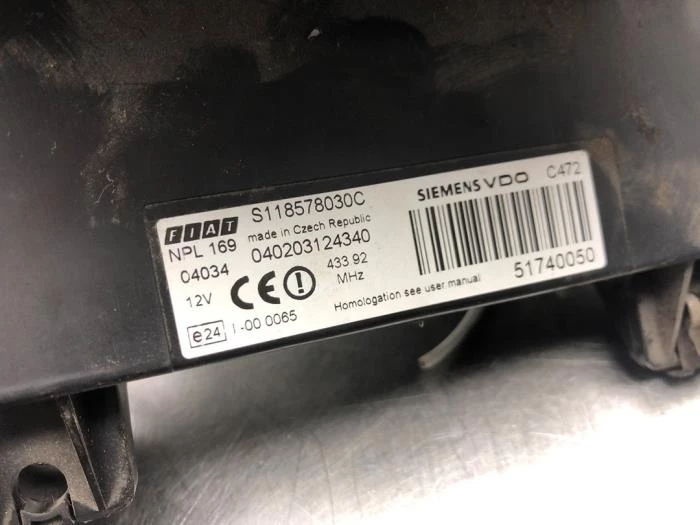 FIAT S118578030C
NPL 169 made in Czech Republic
04034 040203124340
12V CE 433.92
MHz
e24 I-00 0065
SIEMENS VDO C472
51740050
Homologation see user manual